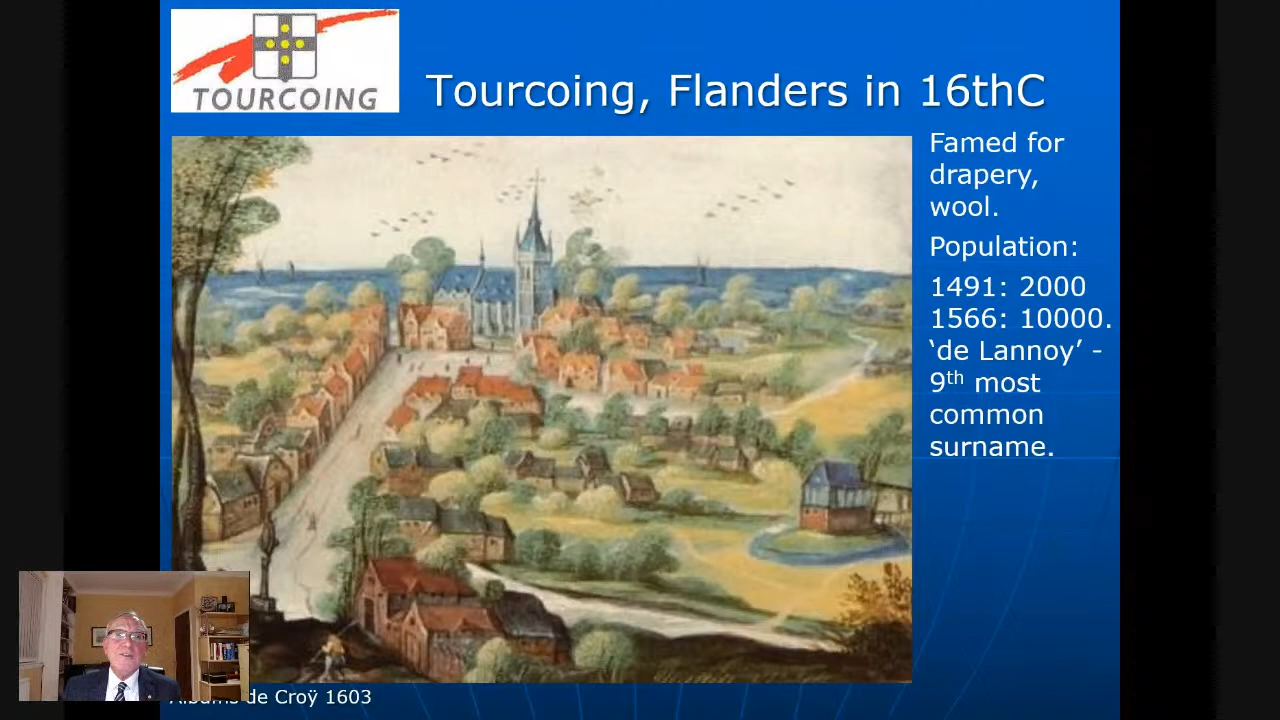 TOURCOING
Tourcoing, Flanders in 16thC
Famed for
drapery,
wool.
Population:
1491: 2000
1566: 10000.
‘de Lannoy’ -
9th most
common
surname.
Albums de Croÿ 1603